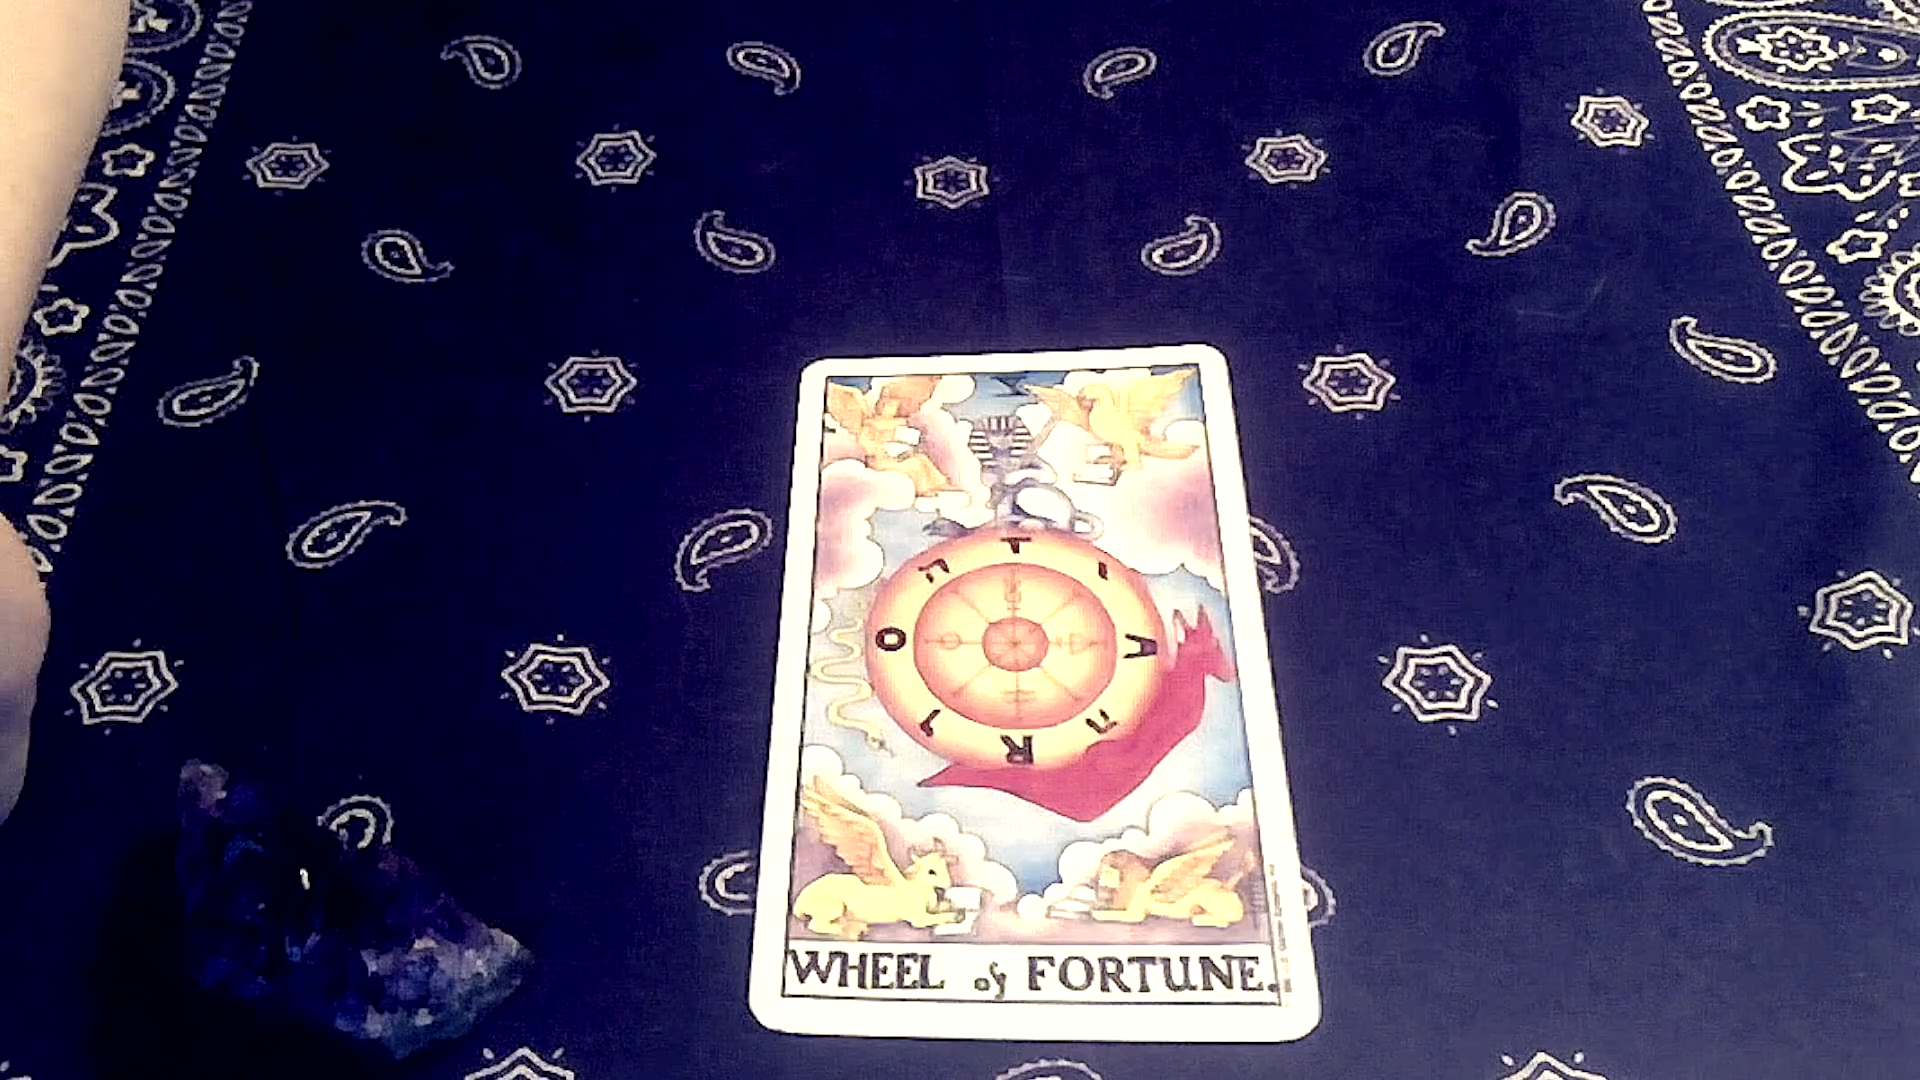 X
T
ה
י
O
A
ו
ה
R
WHEEL of FORTUNE.